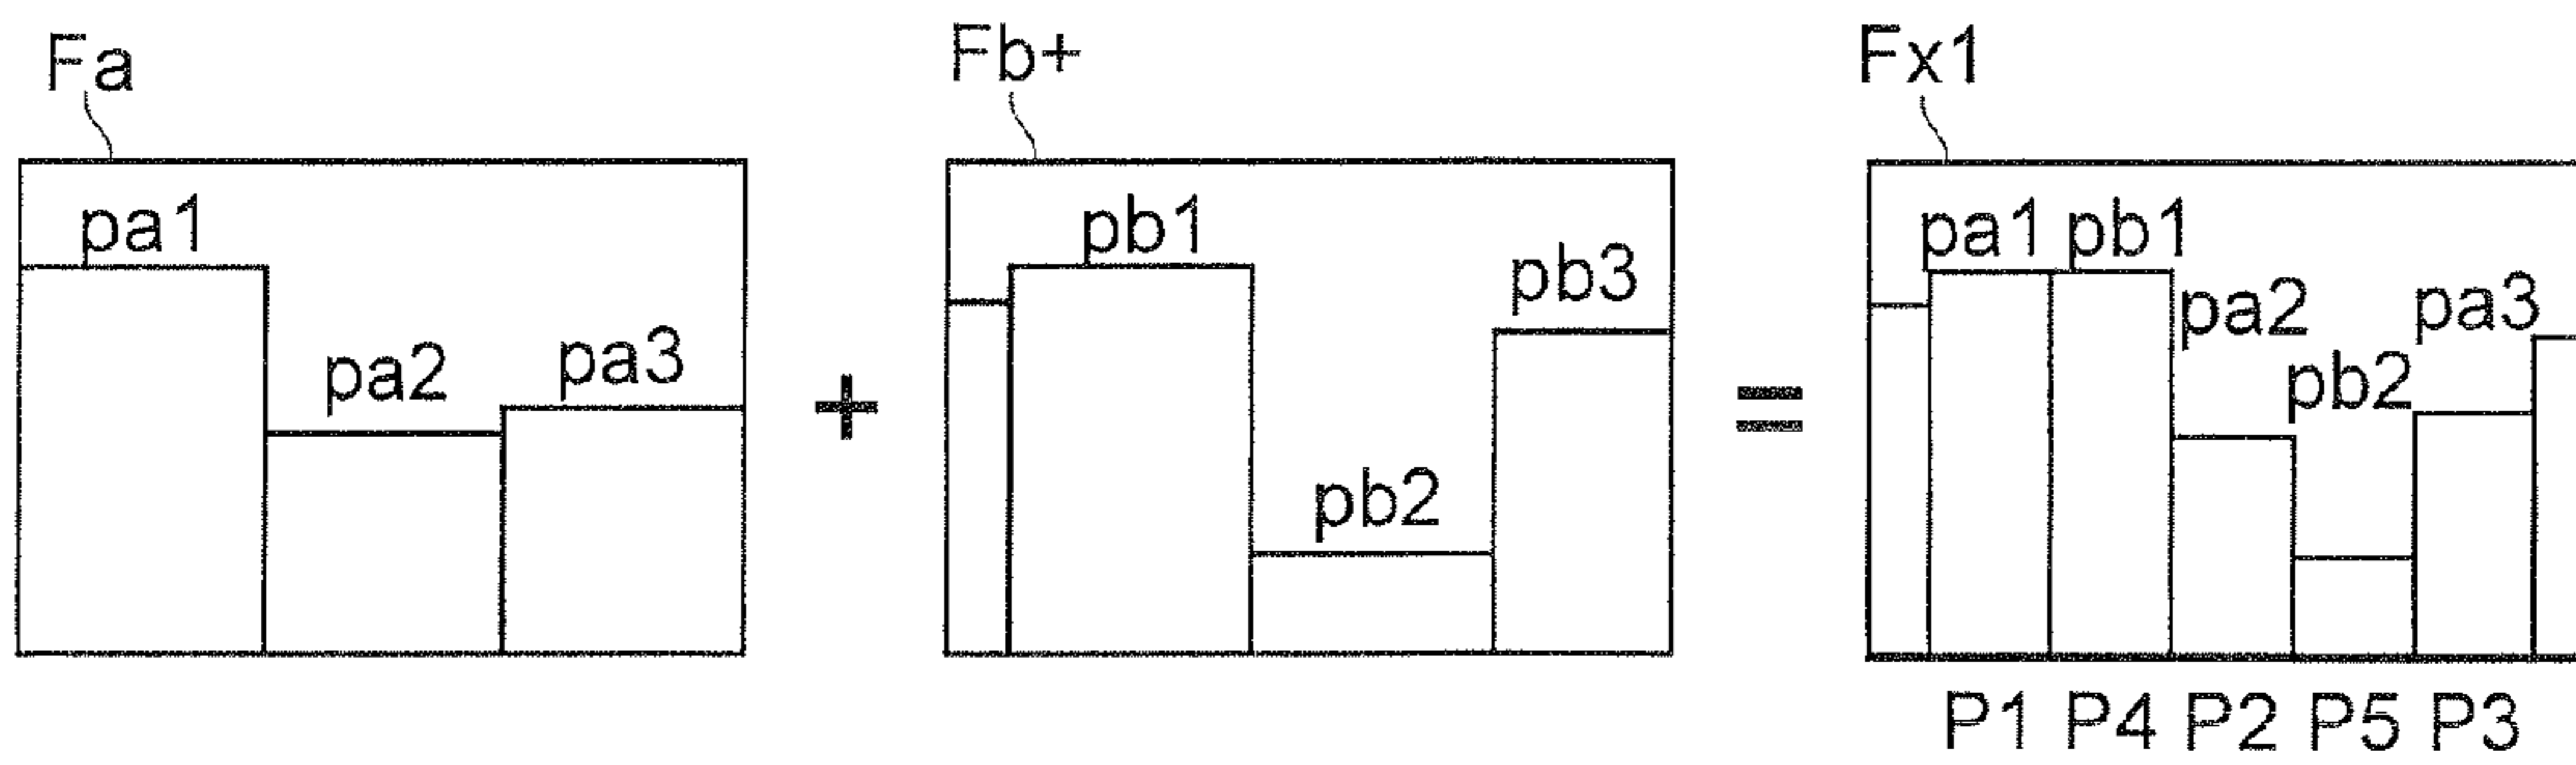 Fa
Fb+
Fx1
pa1
pb1
pb3
pa1 pb1
pa2
pa3
pa2
pa3
pb2
pb2
+
=
P1 P4 P2 P5 P3